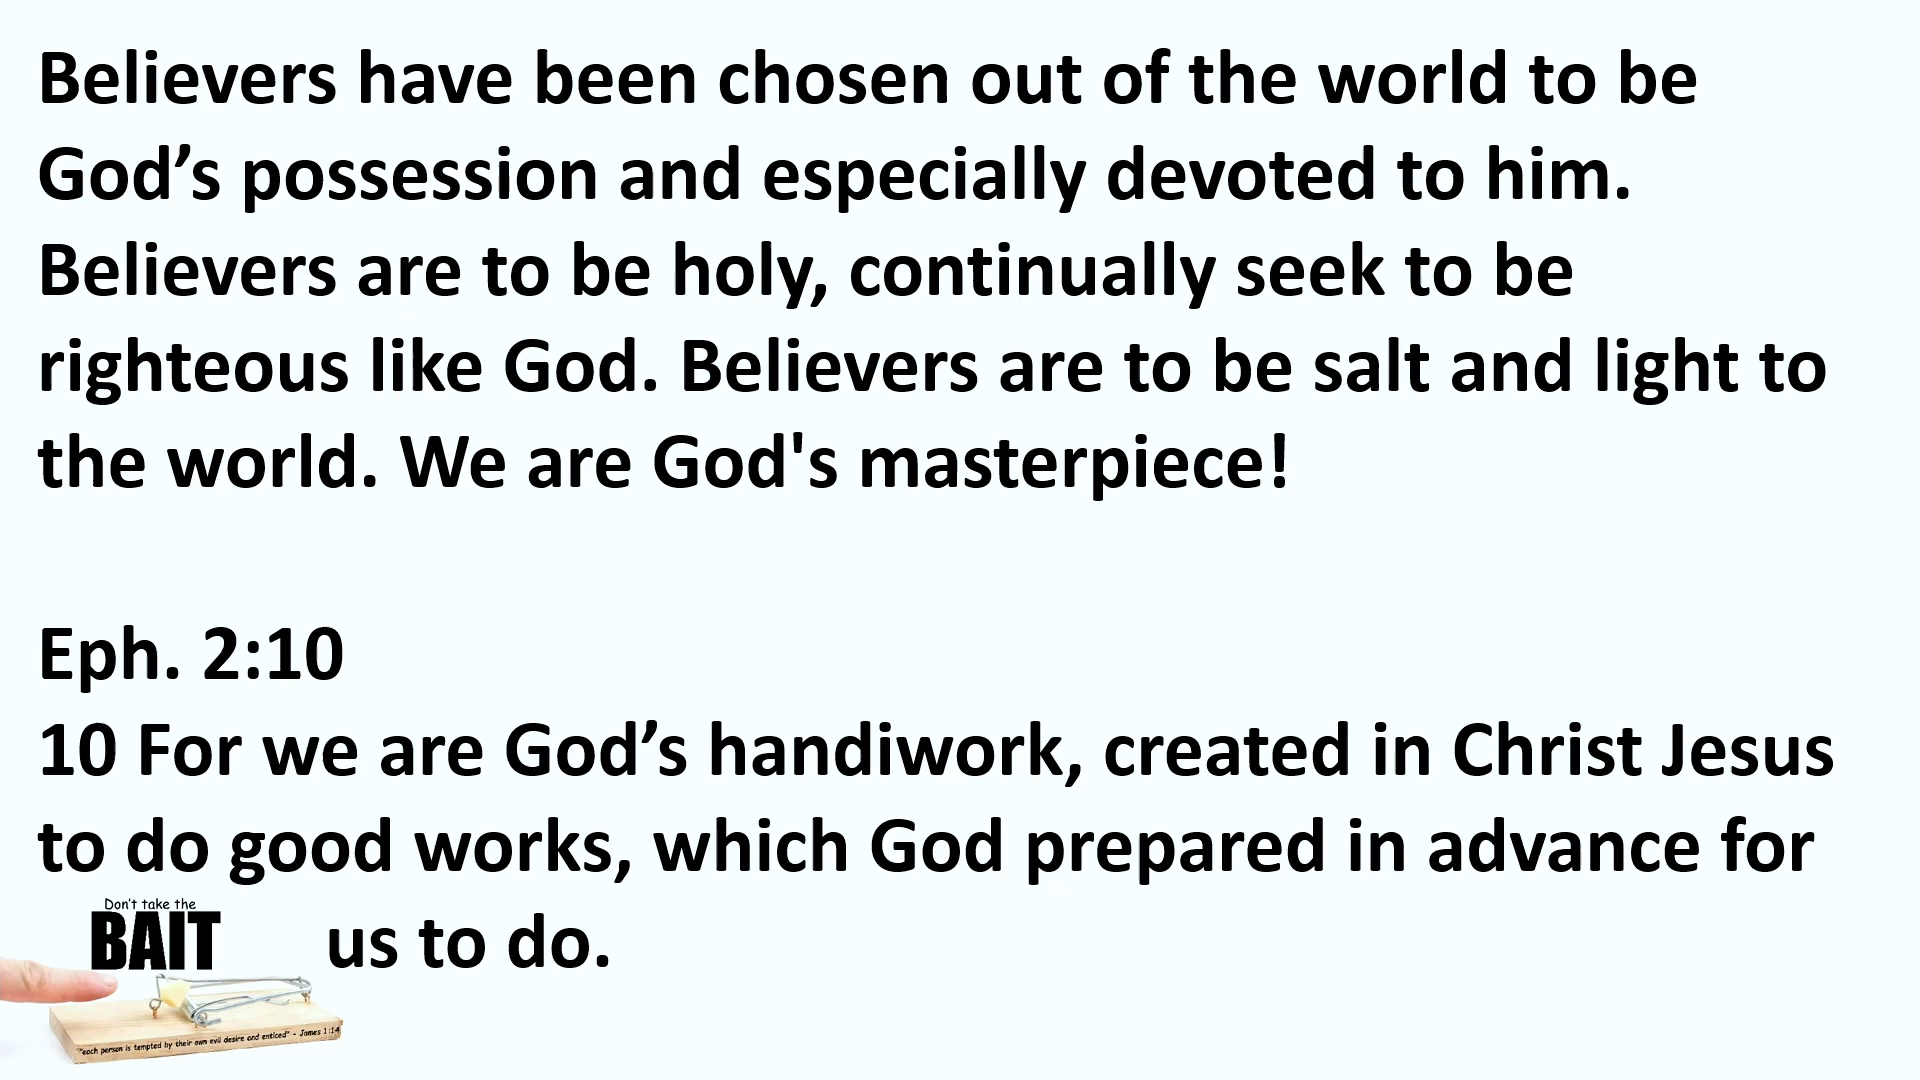 Believers have been chosen out of the world to be
God’s possession and especially devoted to him.
Believers are to be holy, continually seek to be
righteous like God. Believers are to be salt and light to
the world. We are God's masterpiece!
Eph. 2:10
10 For we are God’s handiwork, created in Christ Jesus
to do good works, which God prepared in advance for
us to do.
Don't take the
BAIT
"each person is tempted by their own evil desire and enticed" - James 1:14